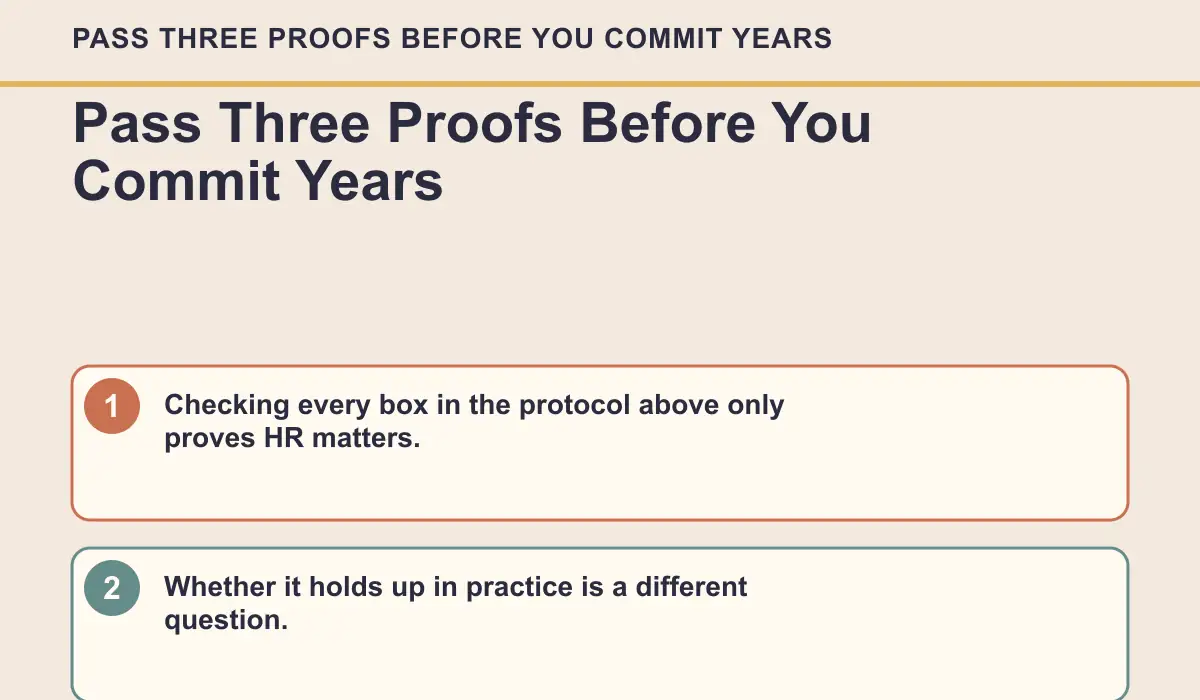 PASS THREE PROOFS BEFORE YOU COMMIT YEARS
Pass Three Proofs Before You
Commit Years
1
Checking every box in the protocol above only
proves HR matters.
2
Whether it holds up in practice is a different
question.